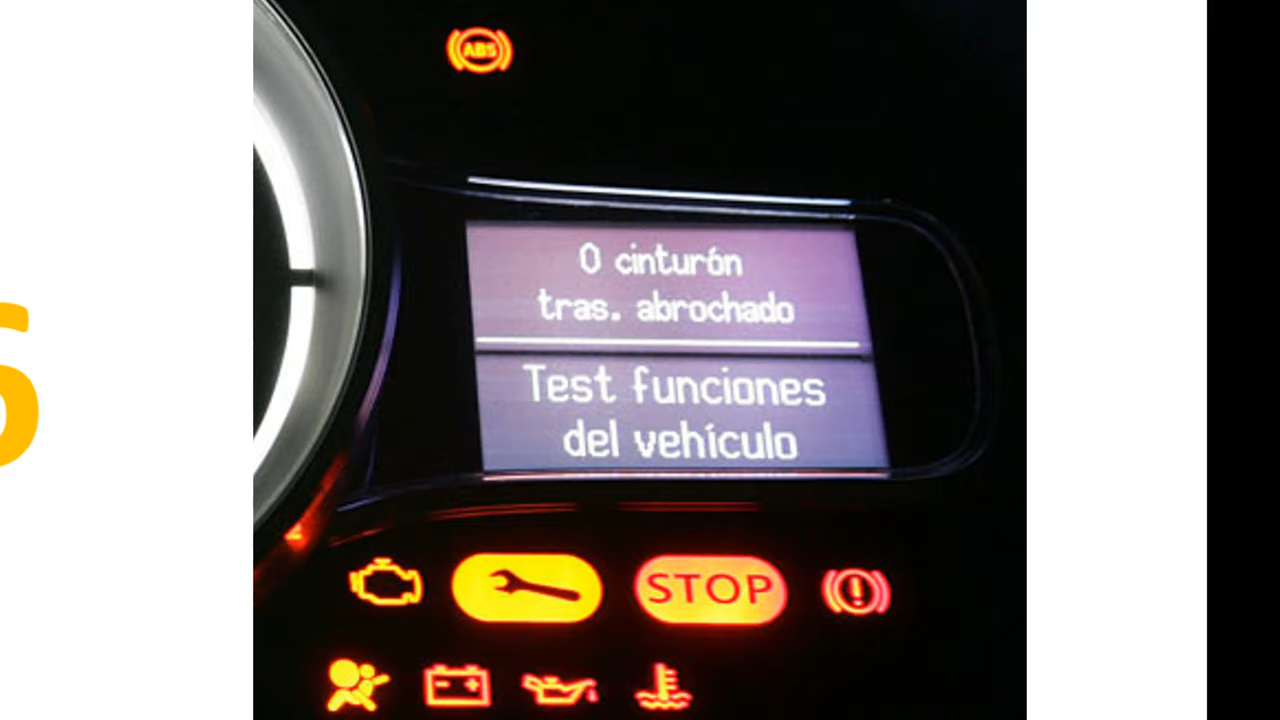 ABS
0 cinturón
tras. abrochado
Test funciones
del vehículo
STOP